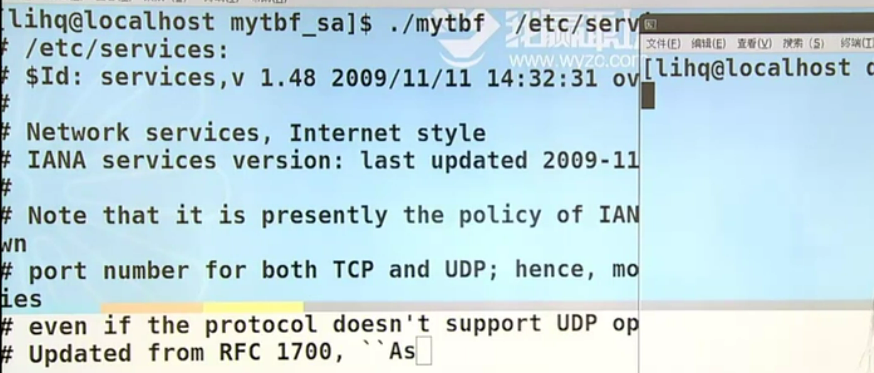 [lihq@localhost mytbf_sa]$ ./mytbf /etc/serv
# /etc/services:
# $Id: services,v 1.48 2009/11/11 14:32:31 ov
#
# Network services, Internet style
# IANA services version: last updated 2009-11
#
# Note that it is presently the policy of IAN
wn
# port number for both TCP and UDP; hence, mo
ies
# even if the protocol doesn't support UDP op
# Updated from RFC 1700, ``As
www.wyzc.com
文件(F) 编辑(E) 查看(V) 搜索 (S) 终端(T)
[lihq@localhost